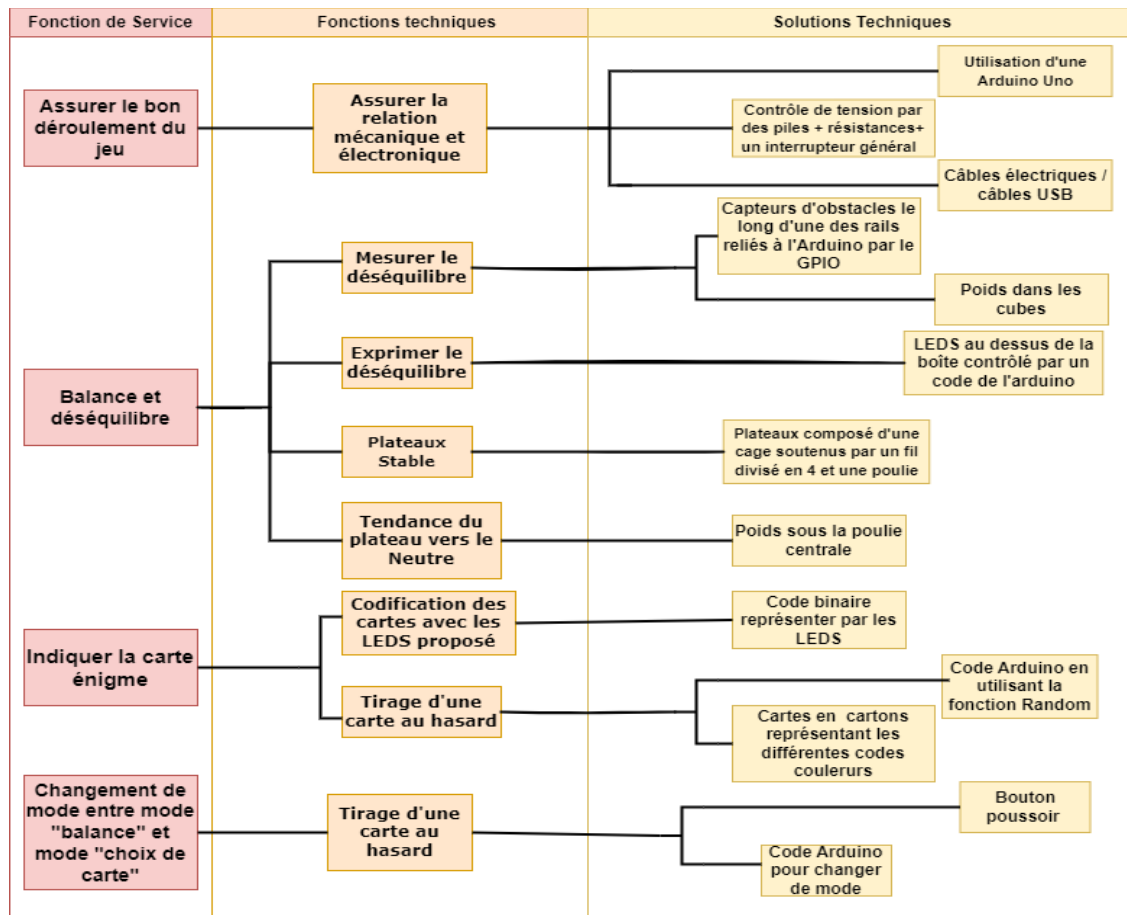 Fonction de Service
Fonctions techniques
Solutions Techniques
Assurer le bon
déroulement du
jeu
Assurer la
relation
mécanique et
électronique
Utilisation d'une
Arduino Uno
Contrôle de tension par
des piles + résistances+
un interrupteur général
Câbles électriques /
câbles USB
Balance et
déséquilibre
Mesurer le
déséquilibre
Capteurs d'obstacles le
long d'une des rails
reliés à l'Arduino par le
GPIO
Poids dans les
cubes
Exprimer le
déséquilibre
LEDS au dessus de la
boîte contrôlé par un
code de l'arduino
Plateaux
Stable
Plateaux composé d'une
cage soutenus par un fil
divisé en 4 et une poulie
Tendance du
plateau vers le
Neutre
Poids sous la poulie
centrale
Indiquer la carte
énigme
Codification des
cartes avec les
LEDS proposé
Code binaire
représenter par les
LEDS
Tirage d'une
carte au hasard
Code Arduino en
utilisant la
fonction Random
Cartes en cartons
représentant les
différentes codes
coulerurs
Changement de
mode entre mode
"balance" et
mode "choix de
carte"
Tirage d'une
carte au
hasard
Bouton
poussoir
Code Arduino
pour changer
de mode